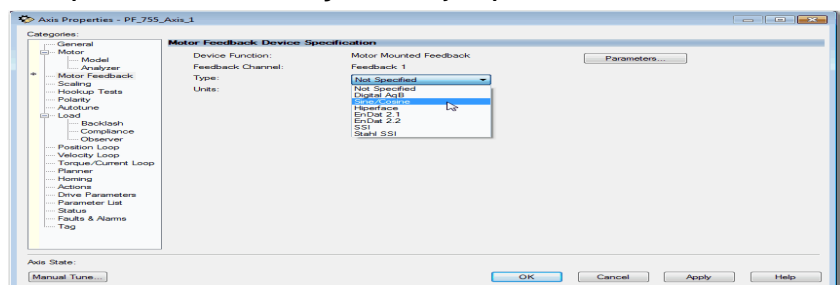 Axis Properties - PF_755_Axis_1
Categories:
General
Motor
Model
Analyzer
Motor Feedback
Scaling
Hookup Tests
Polarity
Autotune
Load
Backlash
Compliance
Observer
Position Loop
Velocity Loop
Torque/Current Loop
Planner
Homing
Actions
Drive Parameters
Parameter List
Status
Faults & Alarms
Tag
Motor Feedback Device Specification
Device Function: Motor Mounted Feedback
Parameters...
Feedback Channel: Feedback 1
Type: Not Specified
Units:
Not Specified
Digital AqB
Sine/Cosine
Hiperface
EnDat 2.1
EnDat 2.2
SSI
Stahl SSI
Axis State:
Manual Tune... OK Cancel Apply Help